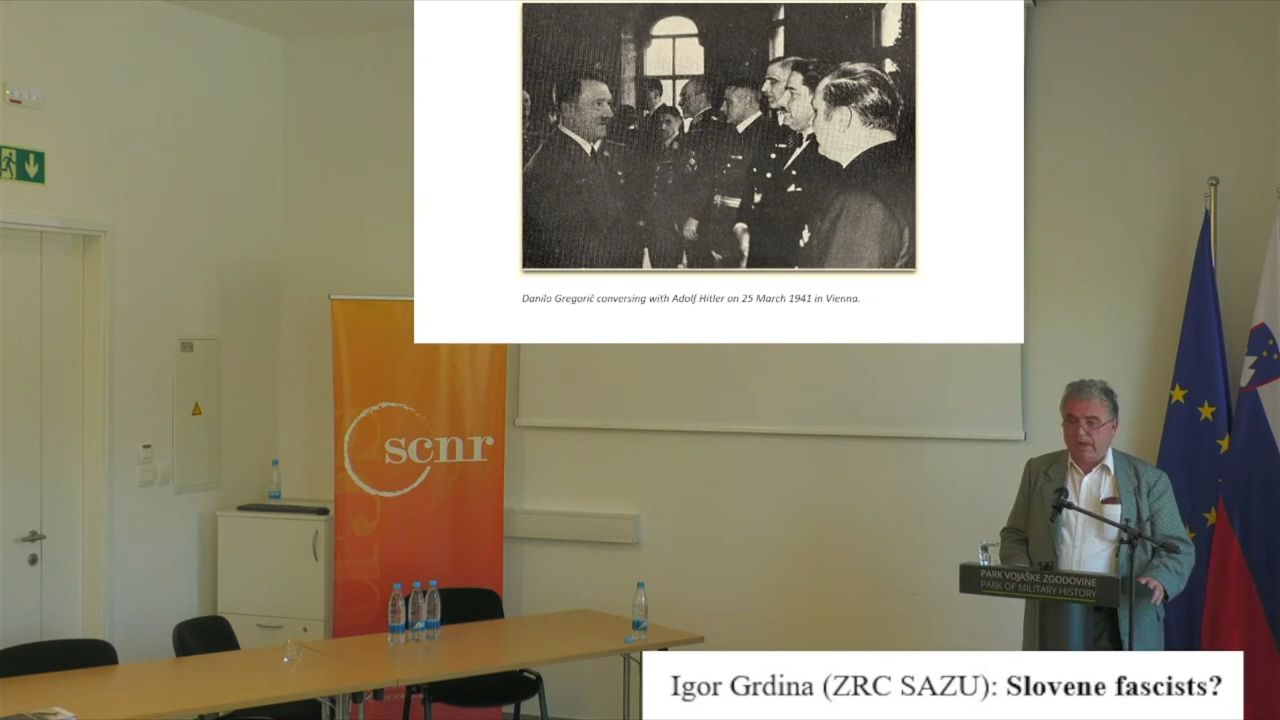 Danilo Gregorič conversing with Adolf Hitler on 25 March 1941 in Vienna.
scnr
PARK VOJAŠKE ZGODOVINE
PARK OF MILITARY HISTORY
Igor Grdina (ZRC SAZU): Slovene fascists?